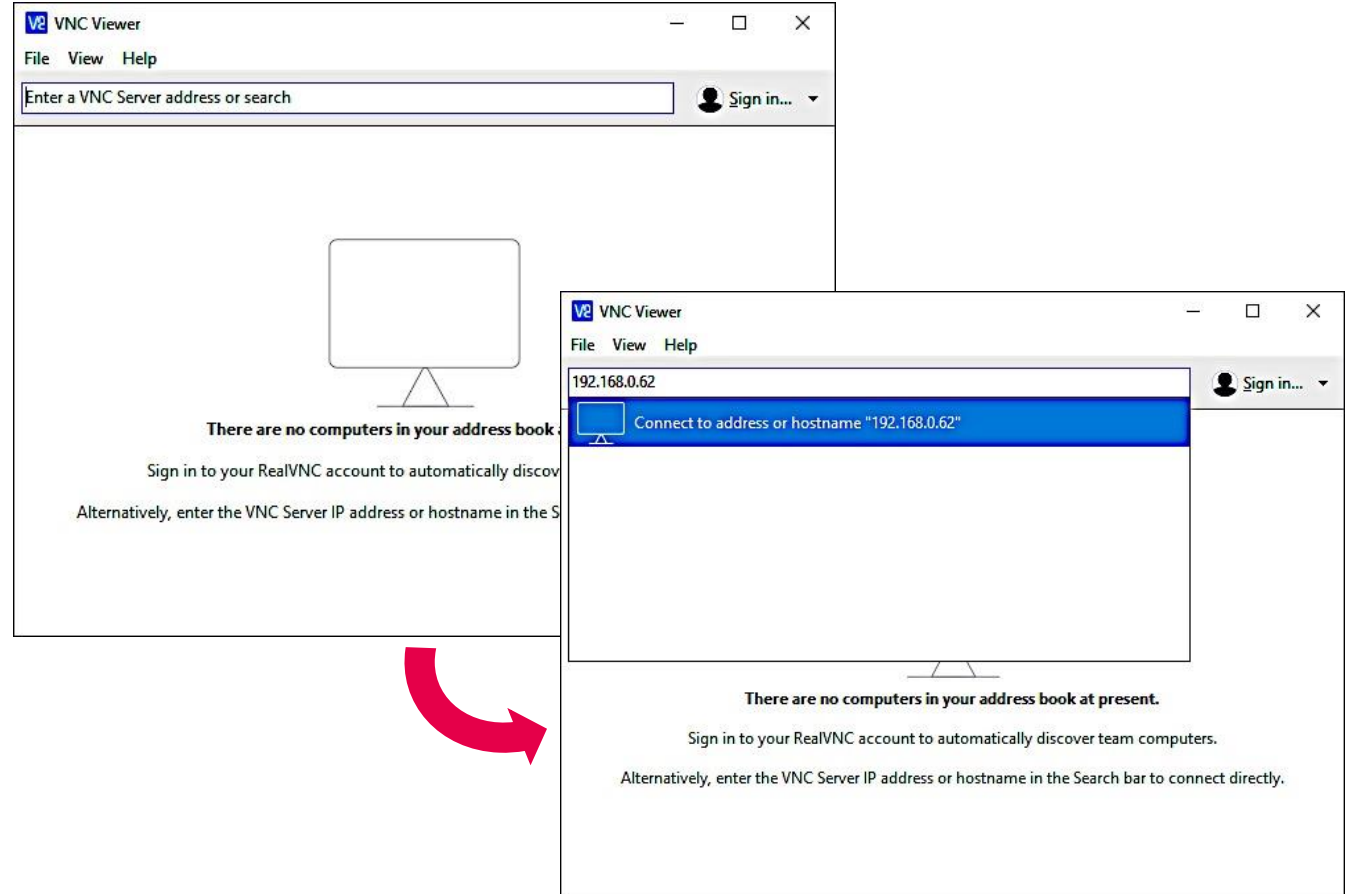 VNC Viewer
File View Help
Enter a VNC Server address or search
Sign in...
There are no computers in your address book
Sign in to your RealVNC account to automatically
Alternatively, enter the VNC Server IP address or hostname in the
VNC Viewer
File View Help
192.168.0.62
Sign in...
Connect to address or hostname "192.168.0.62"
There are no computers in your address book at present.
Sign in to your RealVNC account to automatically discover team computers.
Alternatively, enter the VNC Server IP address or hostname in the Search bar to connect directly.